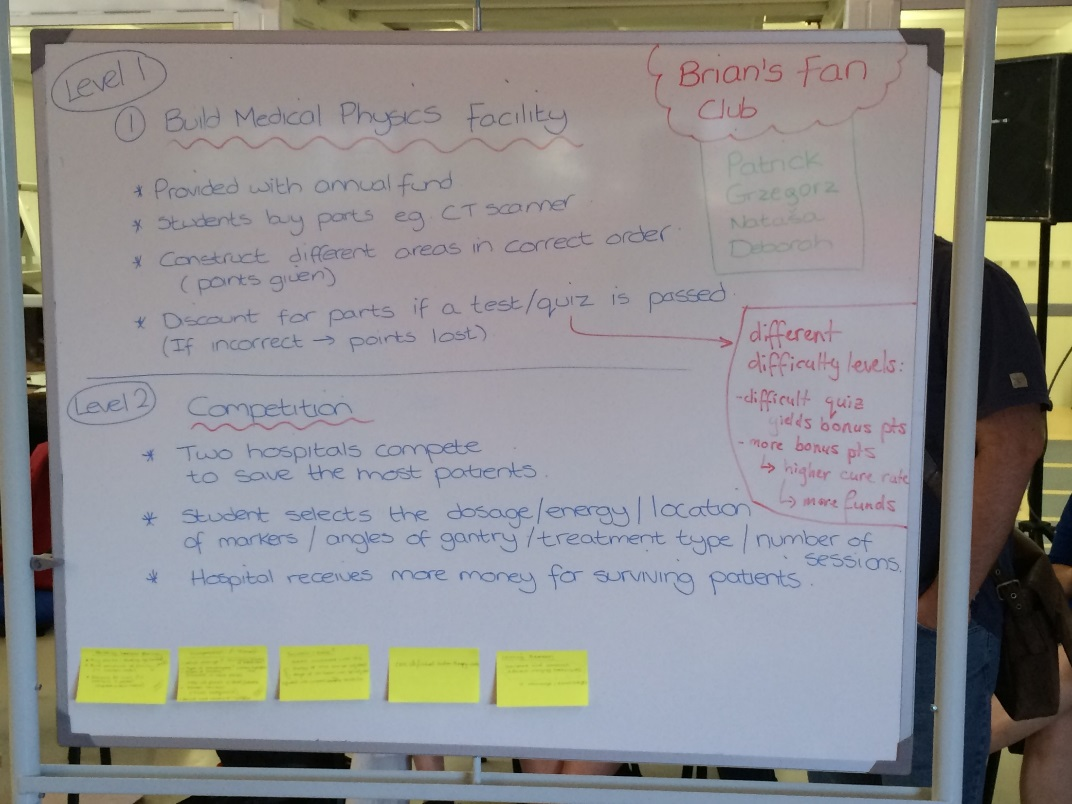 Level 1
① Build Medical Physics Facility
Brian's Fan
Club
Patrick
Grzegorz
Natasa
Deborah
* Provided with annual fund
* Students buy parts eg. CT scanner
* Construct different areas in correct order.
(points given)
* Discount for parts if a test/quiz is passed.
(If incorrect → points lost)
different
difficulty levels:
- difficult quiz
yields bonus pts
- more bonus pts
↳ higher cure rate
↳ more funds
Level 2
Competition
* Two hospitals compete
to save the most patients.
* Student selects the dosage/energy/location
of markers / angles of gantry / treatment type / number of
sessions.
* Hospital receives more money for surviving patients.